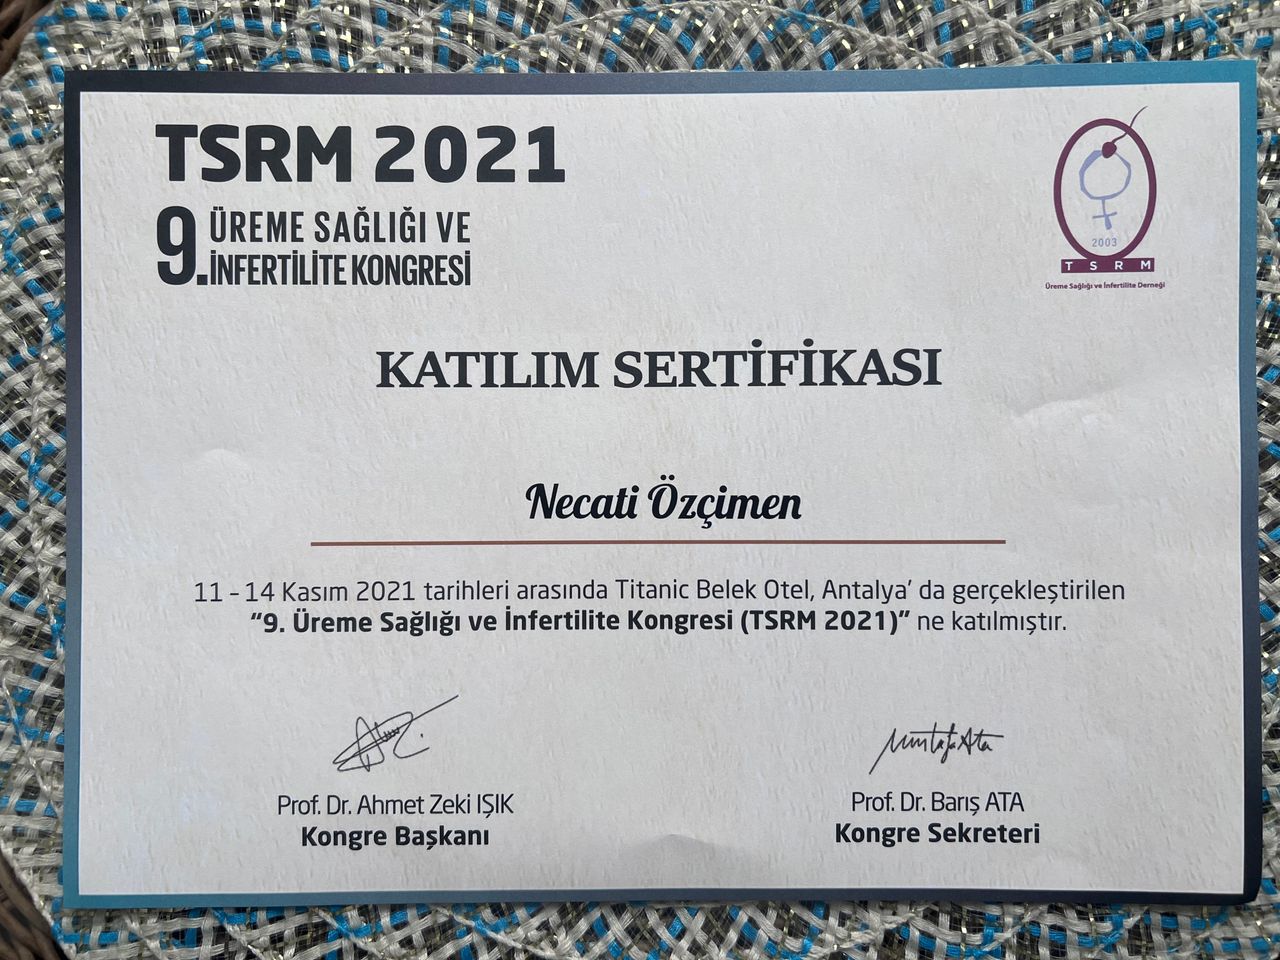 TSRM 2021
9. ÜREME SAĞLIĞI VE
İNFERTİLİTE KONGRESİ
2003
TSRM
Üreme Sağlığı ve İnfertilite Derneği
KATILIM SERTİFİKASI
Necati Özçimen
11 – 14 Kasım 2021 tarihleri arasında Titanic Belek Otel, Antalya' da gerçekleştirilen
“9. Üreme Sağlığı ve İnfertilite Kongresi (TSRM 2021)” ne katılmıştır.
Mustafa Ata
Prof. Dr. Ahmet Zeki IŞIK
Kongre Başkanı
Prof. Dr. Barış ATA
Kongre Sekreteri